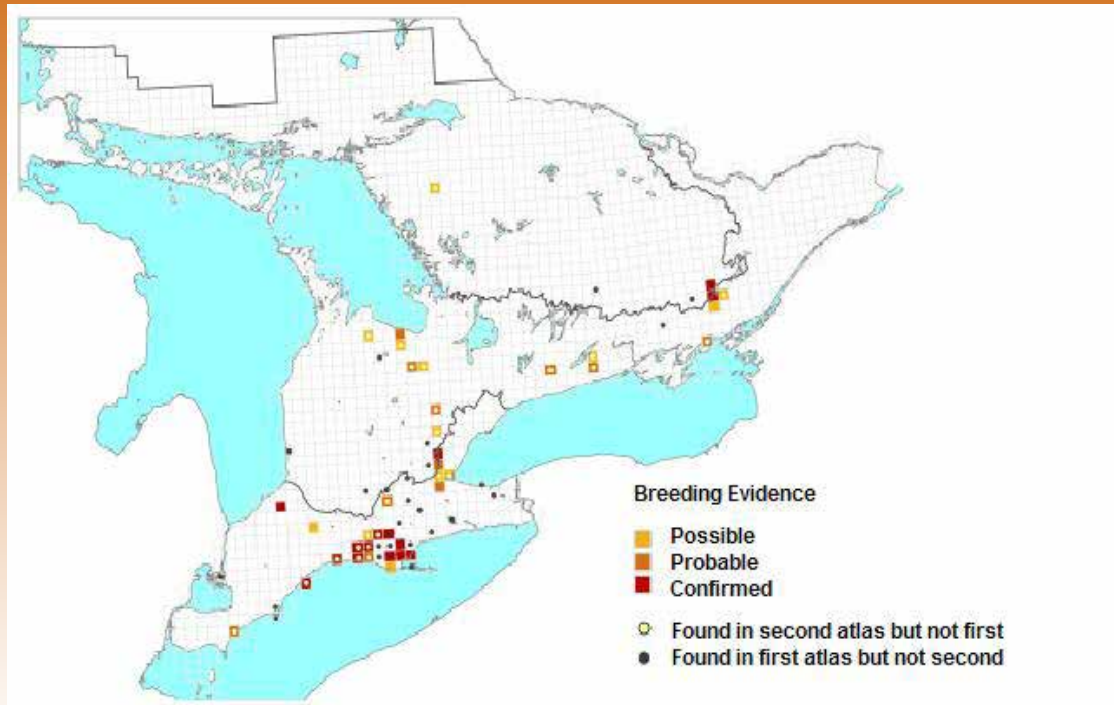 Breeding Evidence
Possible
Probable
Confirmed
Found in second atlas but not first
Found in first atlas but not second